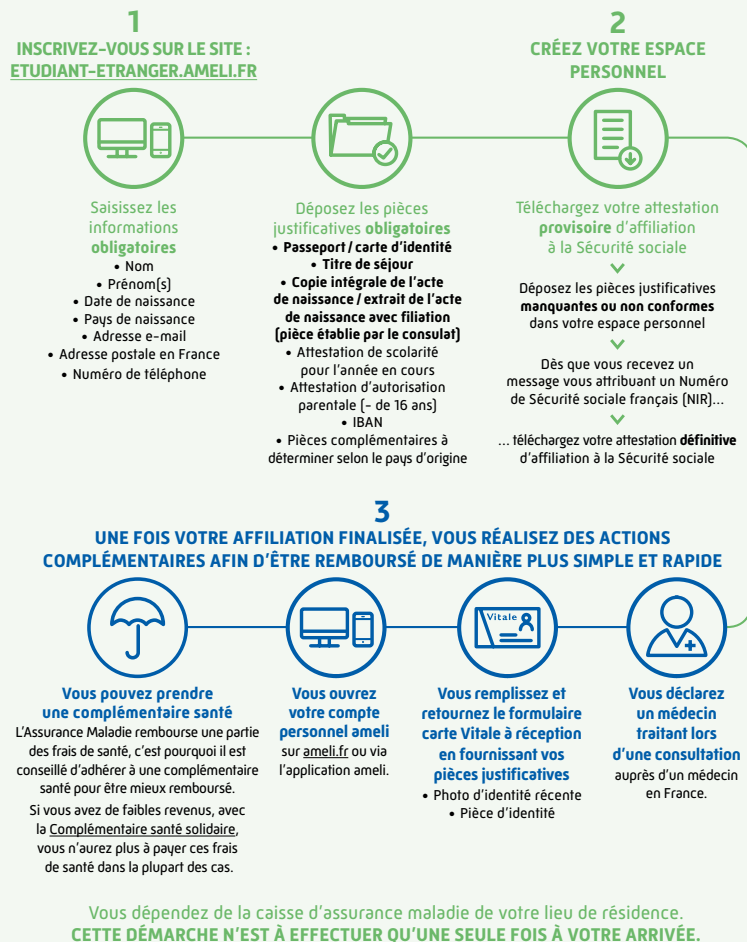 1
INSCRIVEZ-VOUS SUR LE SITE :
ETUDIANT-ETRANGER.AMELI.FR
Saisissez les
informations
obligatoires
• Nom
• Prénom(s)
• Date de naissance
• Pays de naissance
• Adresse e-mail
• Adresse postale en France
• Numéro de téléphone
Déposez les pièces
justificatives obligatoires
• Passeport / carte d'identité
• Titre de séjour
• Copie intégrale de l'acte
de naissance / extrait de l'acte
de naissance avec filiation
(pièce établie par le consulat)
• Attestation de scolarité
pour l'année en cours
• Attestation d'autorisation
parentale (- de 16 ans)
• IBAN
• Pièces complémentaires à
déterminer selon le pays d'origine
2
CRÉEZ VOTRE ESPACE
PERSONNEL
Téléchargez votre attestation
provisoire d'affiliation
à la Sécurité sociale
Déposez les pièces justificatives
manquantes ou non conformes
dans votre espace personnel
Dès que vous recevez un
message vous attribuant un Numéro
de Sécurité sociale français (NIR)...
... téléchargez votre attestation définitive
d'affiliation à la Sécurité sociale
3
UNE FOIS VOTRE AFFILIATION FINALISÉE, VOUS RÉALISEZ DES ACTIONS
COMPLÉMENTAIRES AFIN D'ÊTRE REMBOURSÉ DE MANIÈRE PLUS SIMPLE ET RAPIDE
Vous pouvez prendre
une complémentaire santé
L'Assurance Maladie rembourse une partie
des frais de santé, c'est pourquoi il est
conseillé d'adhérer à une complémentaire
santé pour être mieux remboursé.
Si vous avez de faibles revenus, avec
la Complémentaire santé solidaire,
vous n'aurez plus à payer ces frais
de santé dans la plupart des cas.
Vous ouvrez
votre compte
personnel ameli
sur ameli.fr ou via
l'application ameli.
Vitale
Vous remplissez et
retournez le formulaire
carte Vitale à réception
en fournissant vos
pièces justificatives
• Photo d'identité récente
• Pièce d'identité
Vous déclarez
un médecin
traitant lors
d'une consultation
auprès d'un médecin
en France.
Vous dépendez de la caisse d'assurance maladie de votre lieu de résidence.
CETTE DÉMARCHE N'EST À EFFECTUER QU'UNE SEULE FOIS À VOTRE ARRIVÉE.